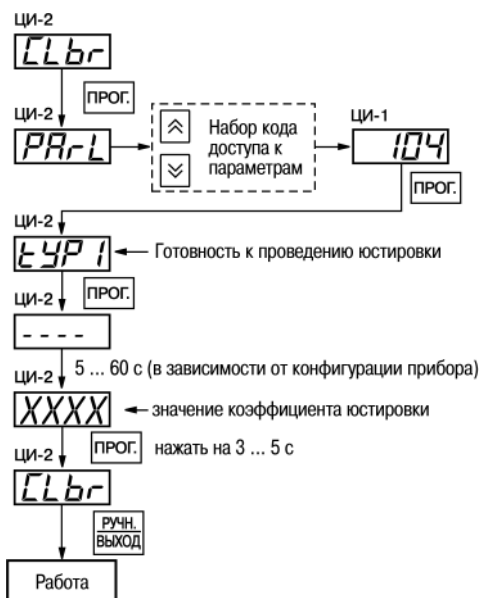 ЦИ-2
CLbr
ПРОГ.
ЦИ-2
PArL
Набор кода
доступа к
параметрам
ЦИ-1
104
ПРОГ.
ЦИ-2
tYP1
Готовность к проведению юстировки
ЦИ-2
ПРОГ.
----
ЦИ-2
5 ... 60 с (в зависимости от конфигурации прибора)
XXXX
значение коэффициента юстировки
ЦИ-2
ПРОГ.
нажать на 3 ... 5 с
CLbr
РУЧН.
ВЫХОД
Работа